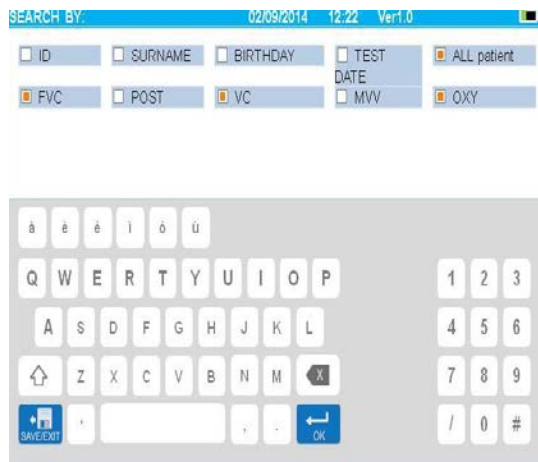 SEARCH BY: 02/09/2014 12:22 Ver1.0
ID SURNAME BIRTHDAY TEST DATE ALL patient
FVC POST VC MVV OXY
à è é ì ò ù
Q W E R T Y U I O P 1 2 3
A S D F G H J K L 4 5 6
Z X C V B N M X 7 8 9
SAVE/EXIT ' , . OK / 0 #